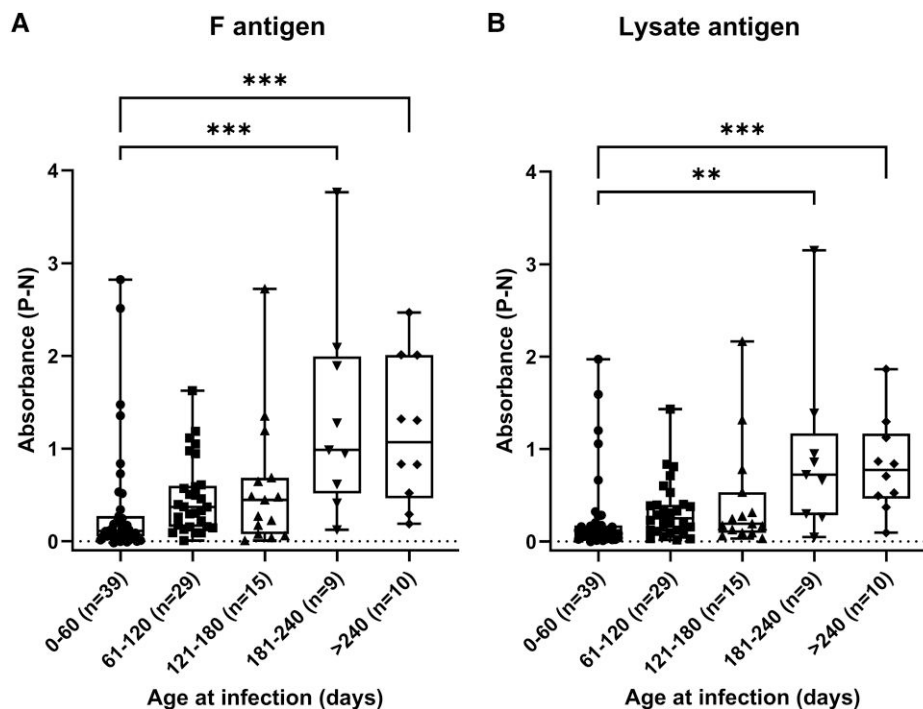 A
F antigen
***
***
4
3
2
1
0
Absorbance (P-N)
0-60 (n=39)
61-120 (n=29)
121-180 (n=15)
181-240 (n=9)
>240 (n=10)
Age at infection (days)
B
Lysate antigen
***
**
4
3
2
1
0
Absorbance (P-N)
0-60 (n=39)
61-120 (n=29)
121-180 (n=15)
181-240 (n=9)
>240 (n=10)
Age at infection (days)